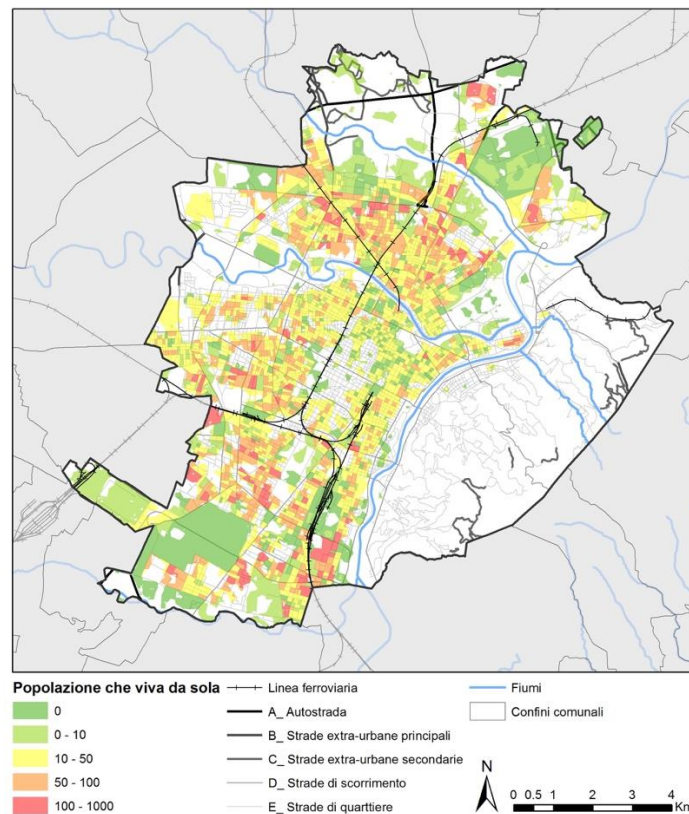 Popolazione che viva da sola
0
0 - 10
10 - 50
50 - 100
100 - 1000
Linea ferroviaria
A_ Autostrada
B_ Strade extra-urbane principali
C_ Strade extra-urbane secondarie
D_ Strade di scorrimento
E_ Strade di quarttiere
Fiumi
Confini comunali
N
0 0.5 1 2 3 4
Km